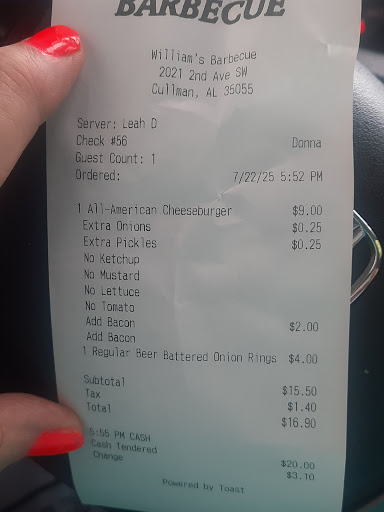 BARBECUE
William's Barbecue
2021 2nd Ave SW
Cullman, AL 35055
Server: Leah D
Check #56 Donna
Guest Count: 1
Ordered: 7/22/25 5:52 PM
1 All-American Cheeseburger $9.00
Extra Onions $0.25
Extra Pickles $0.25
No Ketchup
No Mustard
No Lettuce
No Tomato
Add Bacon $2.00
Add Bacon
1 Regular Beer Battered Onion Rings $4.00
Subtotal $15.50
Tax $1.40
Total $16.90
5:55 PM CASH
Cash Tendered $20.00
Change $3.10
Powered by Toast